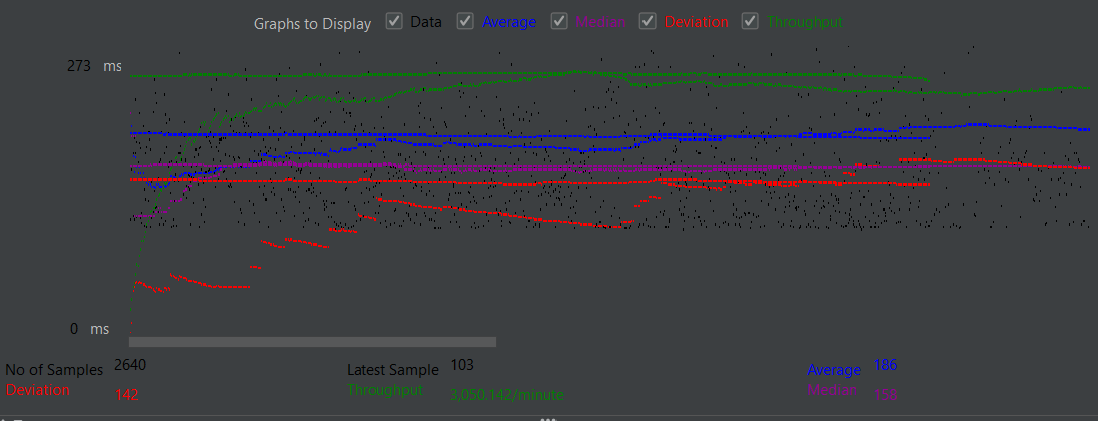 Graphs to Display Data Average Median Deviation Throughput
273 ms
0 ms
No of Samples 2640 Latest Sample 103 Average 186
Deviation 142 Throughput 3,050.142/minute Median